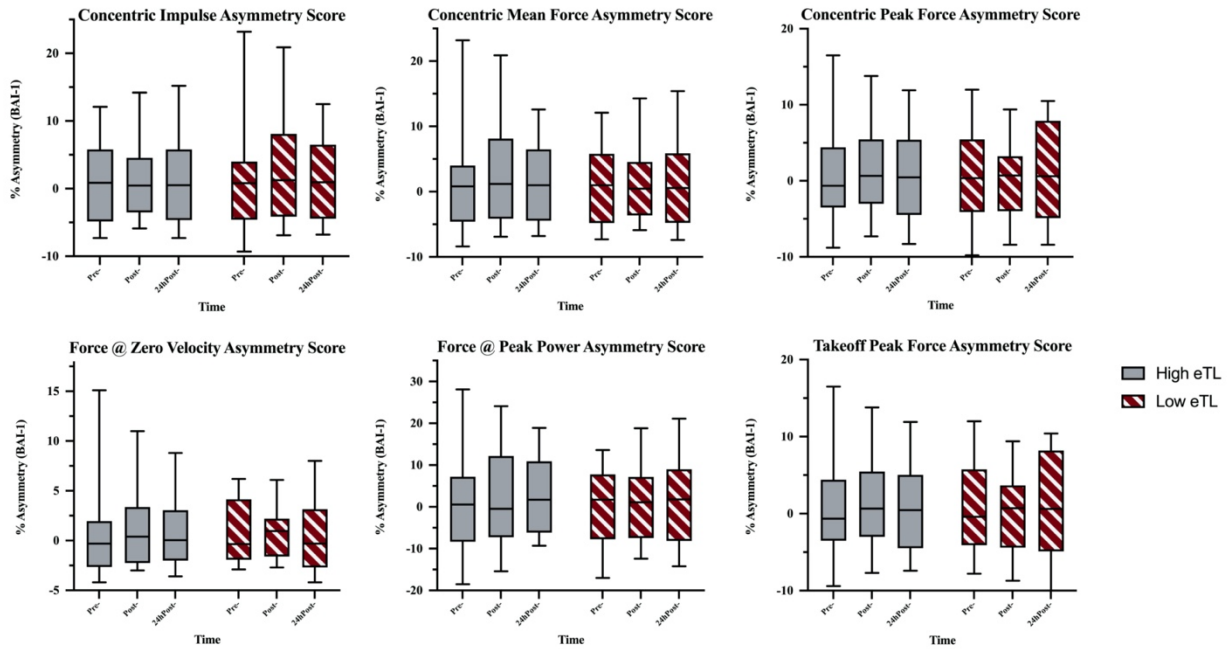 Concentric Impulse Asymmetry Score
% Asymmetry (BAI-1)
20
10
0
-10
Pre-
Post-
24hPost-
Pre-
Post-
24hPost-
Time
Concentric Mean Force Asymmetry Score
% Asymmetry (BAI-1)
20
10
0
-10
Pre-
Post-
24hPost-
Pre-
Post-
24hPost-
Time
Concentric Peak Force Asymmetry Score
% Asymmetry (BAI-1)
20
10
0
-10
Pre-
Post-
24hPost-
Pre-
Post-
24hPost-
Time
Force @ Zero Velocity Asymmetry Score
% Asymmetry (BAI-1)
15
10
5
0
-5
Pre-
Post-
24hPost-
Pre-
Post-
24hPost-
Time
Force @ Peak Power Asymmetry Score
% Asymmetry (BAI-1)
30
20
10
0
-10
-20
Pre-
Post-
24hPost-
Pre-
Post-
24hPost-
Time
Takeoff Peak Force Asymmetry Score
% Asymmetry (BAI-1)
20
10
0
-10
Pre-
Post-
24hPost-
Pre-
Post-
24hPost-
Time
High eTL
Low eTL